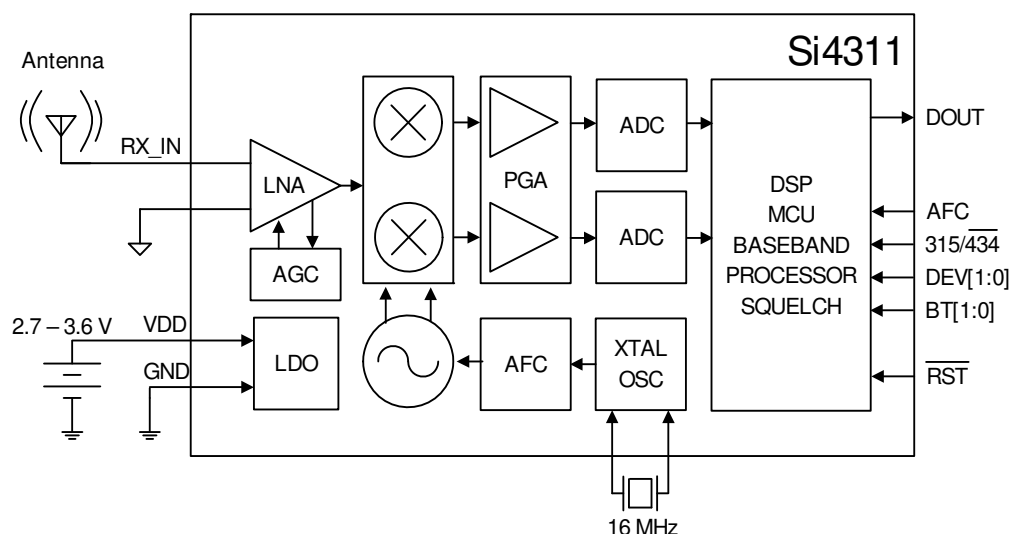 Si4311
Antenna
RX_IN
LNA
AGC
PGA
ADC
ADC
DSP
MCU
BASEBAND
PROCESSOR
SQUELCH
DOUT
AFC
315/434
DEV[1:0]
BT[1:0]
RST
2.7 – 3.6 V
VDD
GND
LDO
AFC
XTAL
OSC
16 MHz